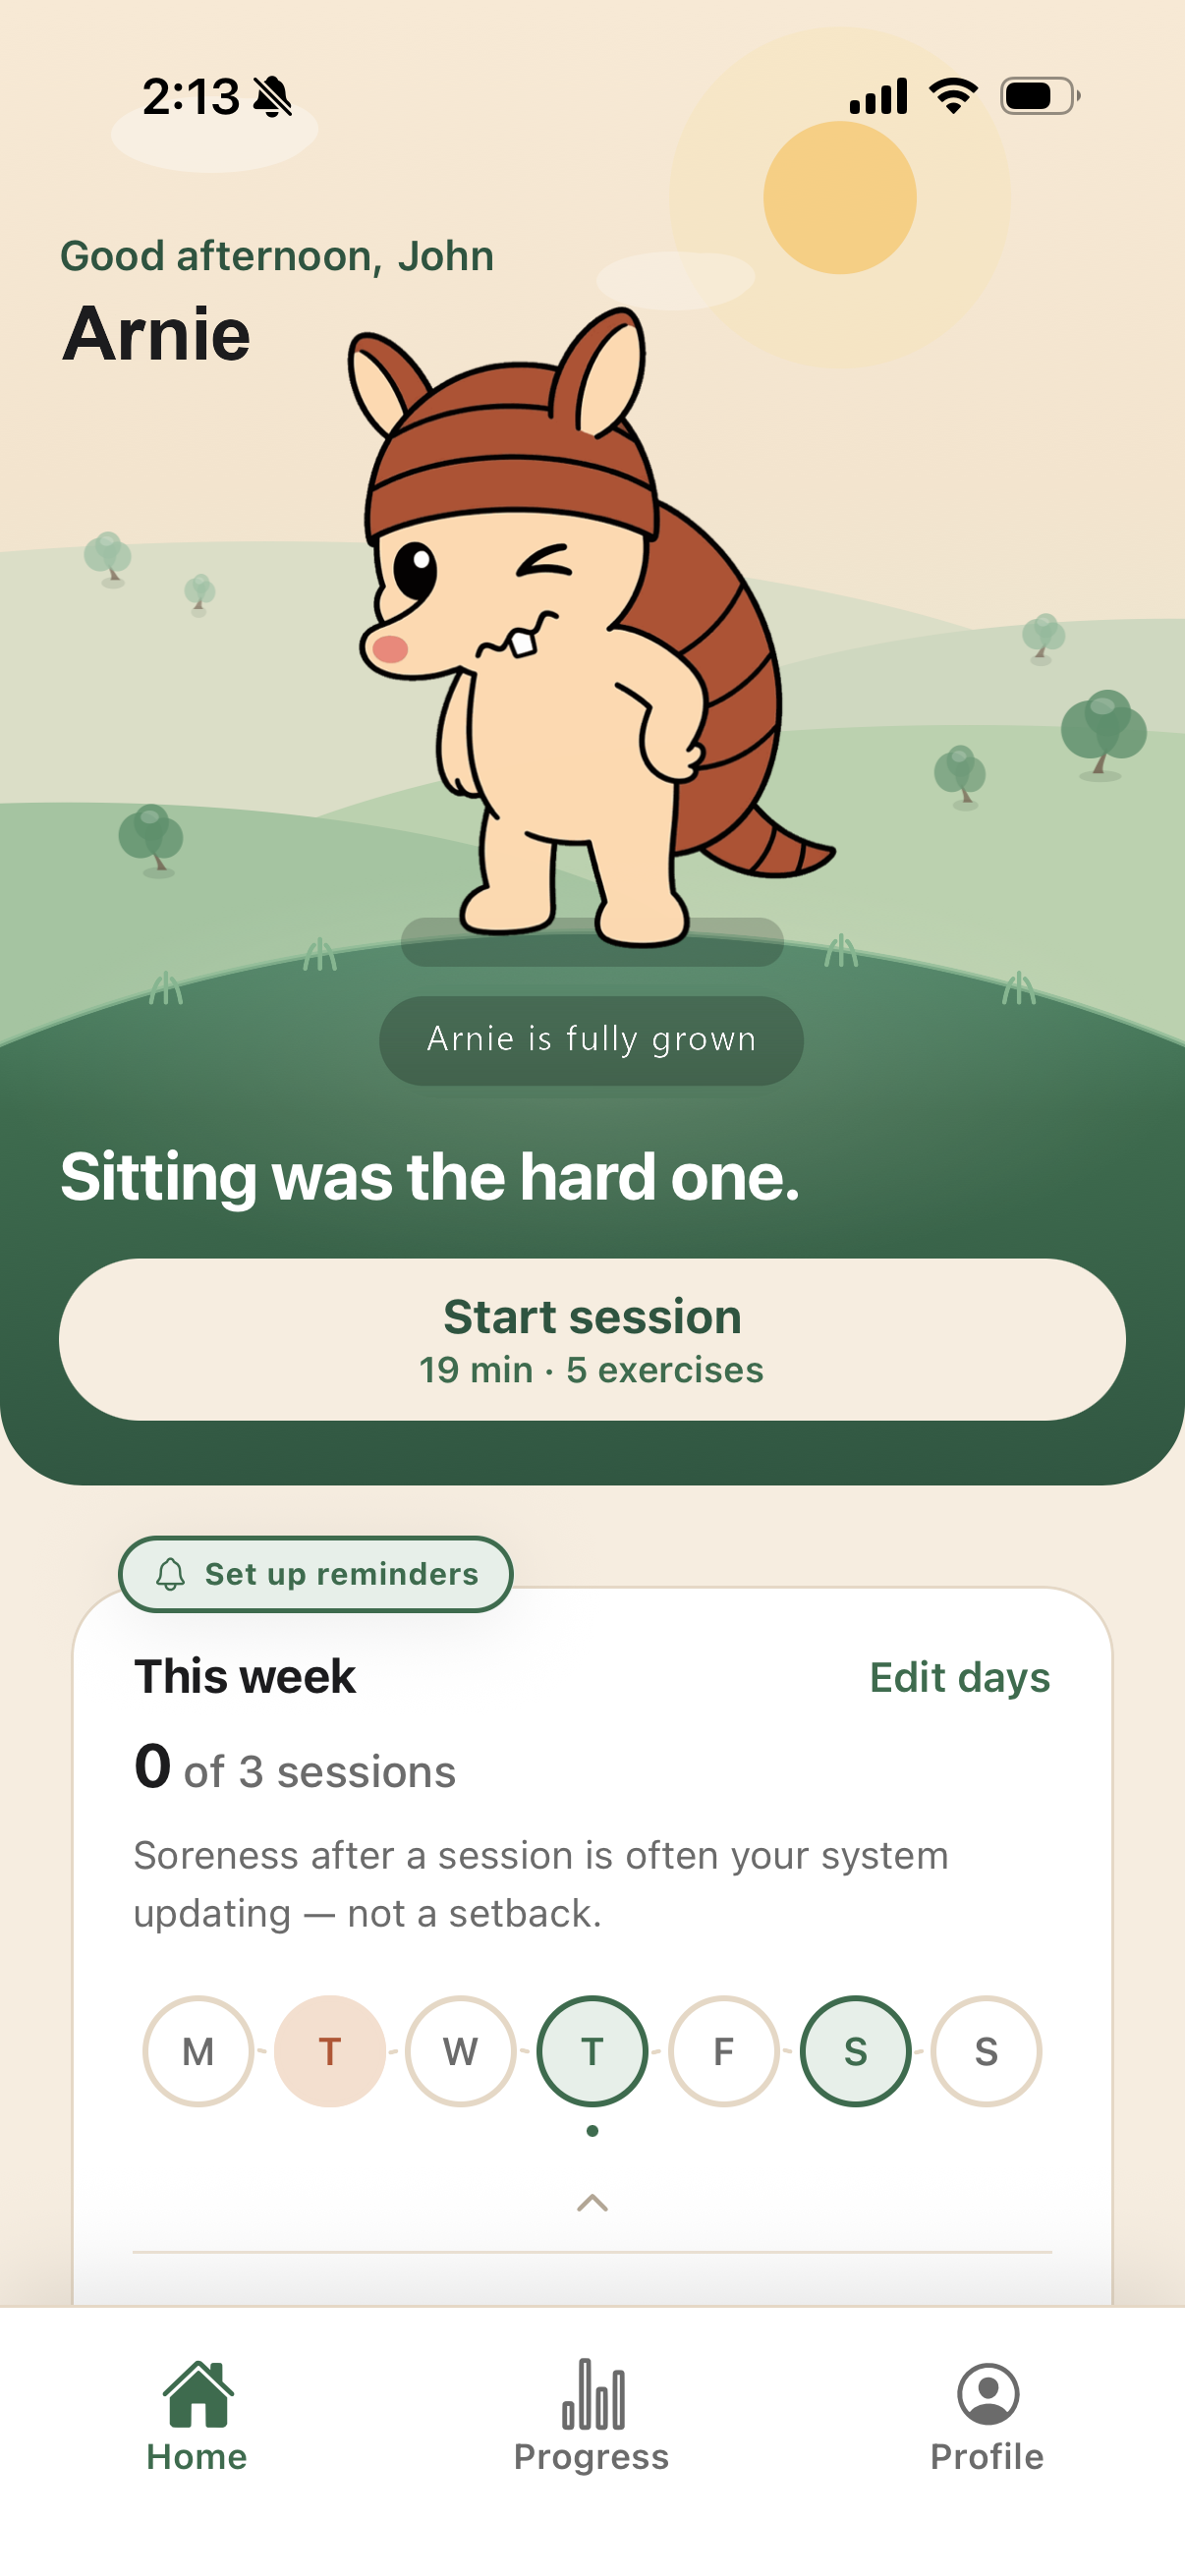 2:13
Good afternoon, John
Arnie
Arnie is fully grown
Sitting was the hard one.
Start session
19 min · 5 exercises
Set up reminders
This week
Edit days
0 of 3 sessions
Soreness after a session is often your system
updating — not a setback.
M T W T F S S
Home Progress Profile